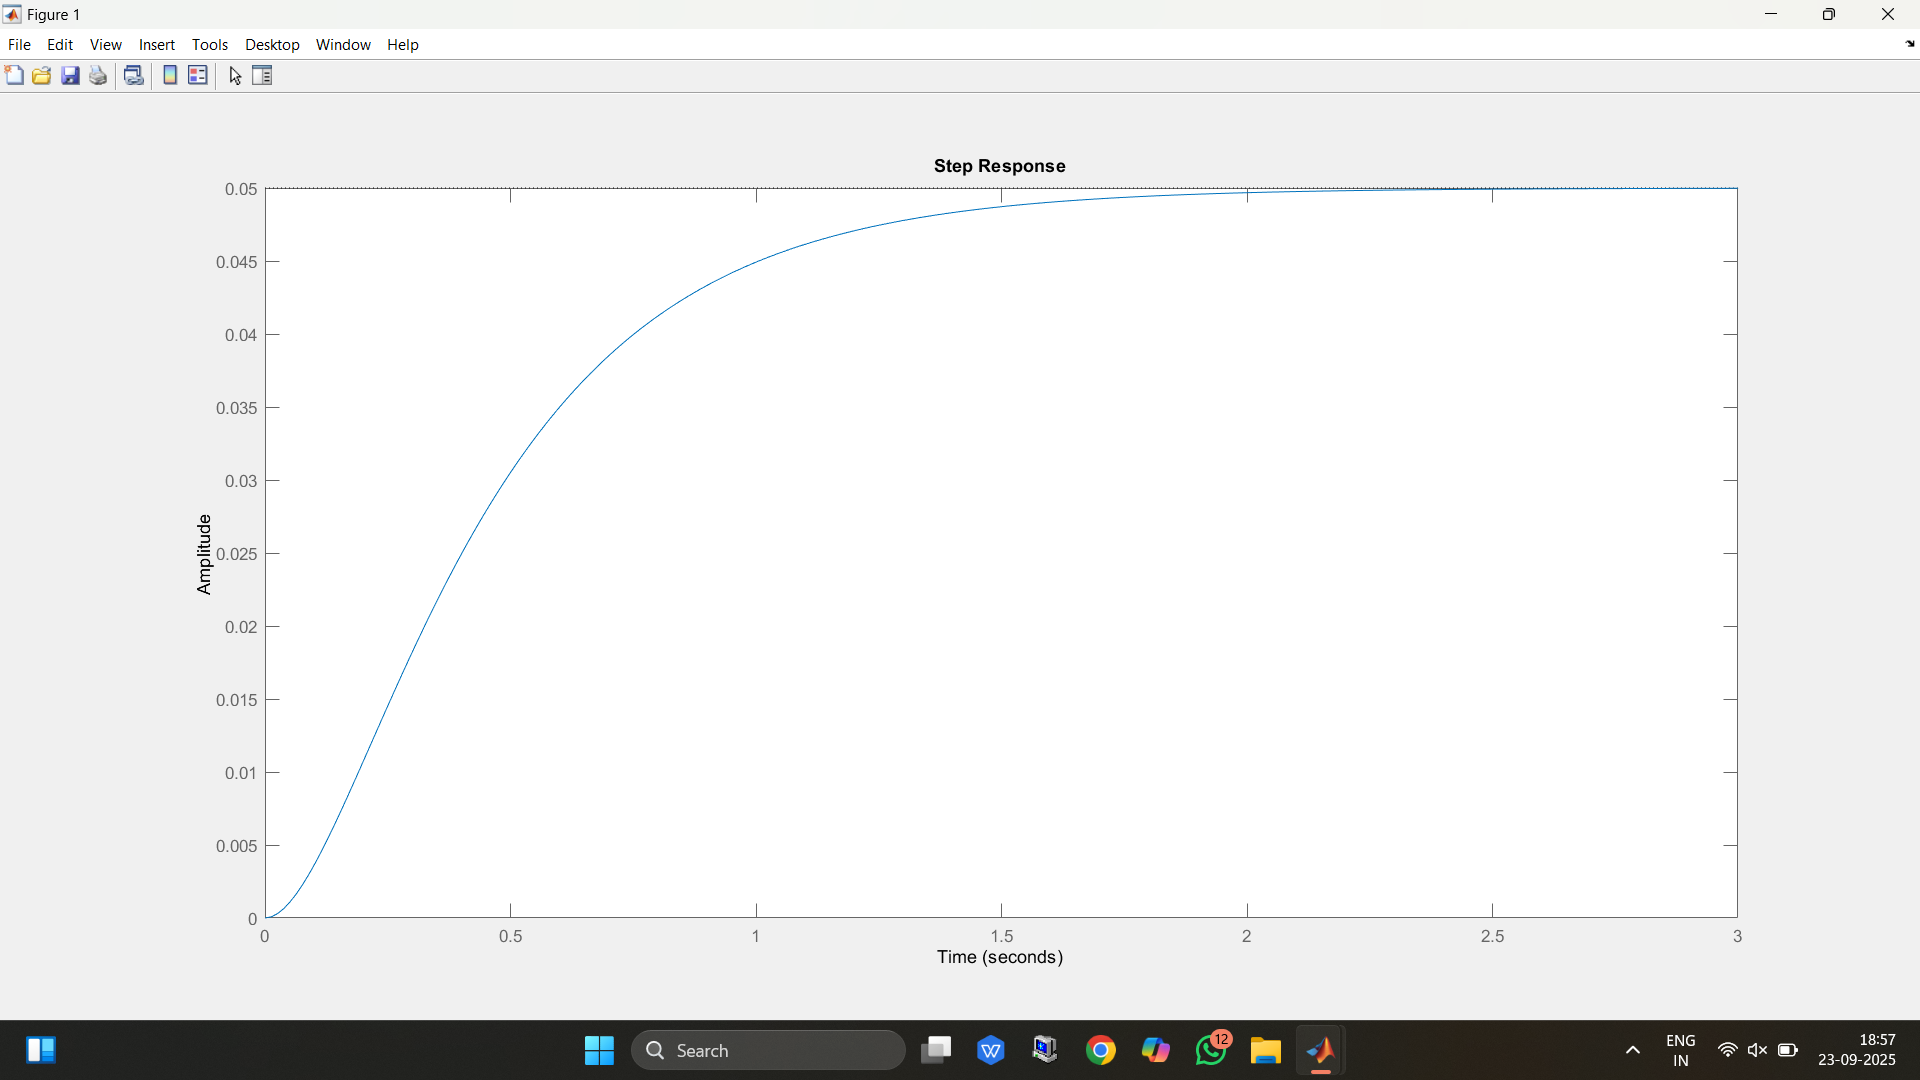 Figure 1
File Edit View Insert Tools Desktop Window Help
Step Response
0.05
0.045
0.04
0.035
0.03
0.025
0.02
0.015
0.01
0.005
0
Amplitude
0 0.5 1 1.5 2 2.5 3
Time (seconds)
Search
12
ENG
IN
18:57
23-09-2025